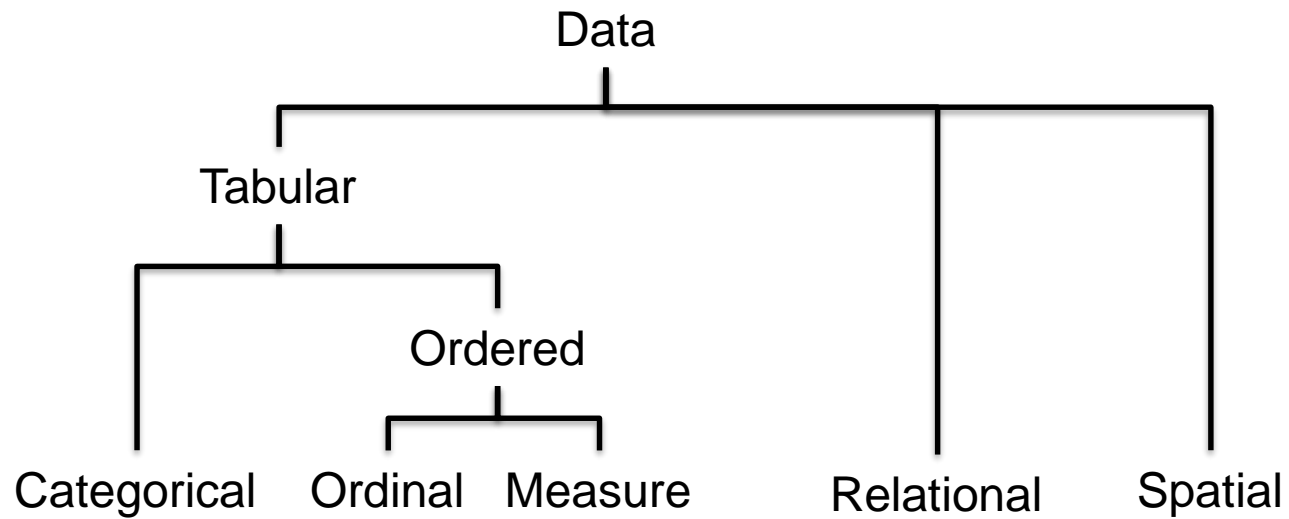 Data
Tabular
Ordered
Categorical Ordinal Measure Relational Spatial